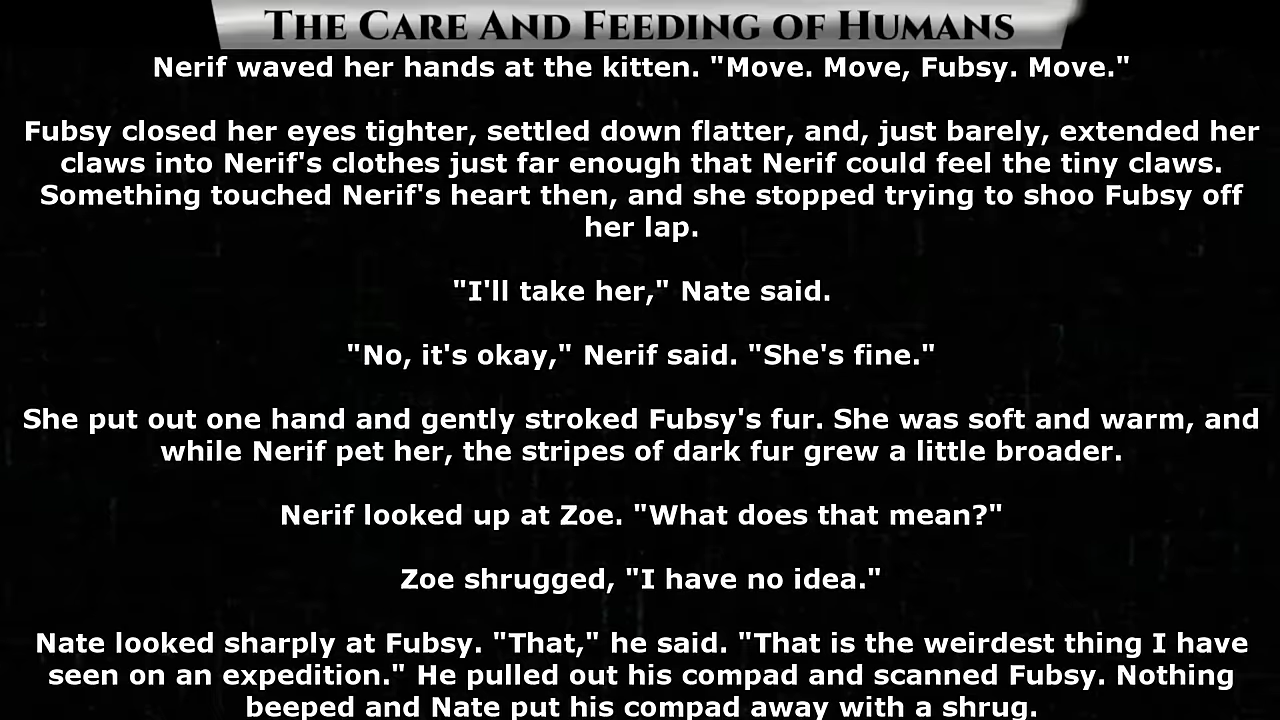 The Care And Feeding of Humans
Nerif waved her hands at the kitten. "Move. Move, Fubsy. Move."
Fubsy closed her eyes tighter, settled down flatter, and, just barely, extended her
claws into Nerif's clothes just far enough that Nerif could feel the tiny claws.
Something touched Nerif's heart then, and she stopped trying to shoo Fubsy off
her lap.
"I'll take her," Nate said.
"No, it's okay," Nerif said. "She's fine."
She put out one hand and gently stroked Fubsy's fur. She was soft and warm, and
while Nerif pet her, the stripes of dark fur grew a little broader.
Nerif looked up at Zoe. "What does that mean?"
Zoe shrugged, "I have no idea."
Nate looked sharply at Fubsy. "That," he said. "That is the weirdest thing I have
seen on an expedition." He pulled out his compad and scanned Fubsy. Nothing
beeped and Nate put his compad away with a shrug.